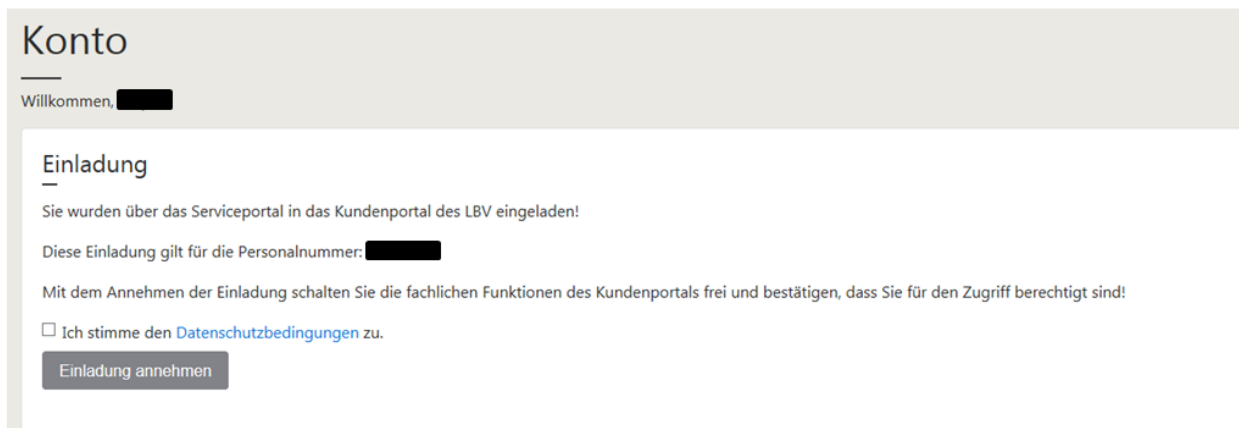 Konto
Willkommen,
Einladung
Sie wurden über das Serviceportal in das Kundenportal des LBV eingeladen!
Diese Einladung gilt für die Personalnummer:
Mit dem Annehmen der Einladung schalten Sie die fachlichen Funktionen des Kundenportals frei und bestätigen, dass Sie für den Zugriff berechtigt sind!
Ich stimme den Datenschutzbedingungen zu.
Einladung annehmen